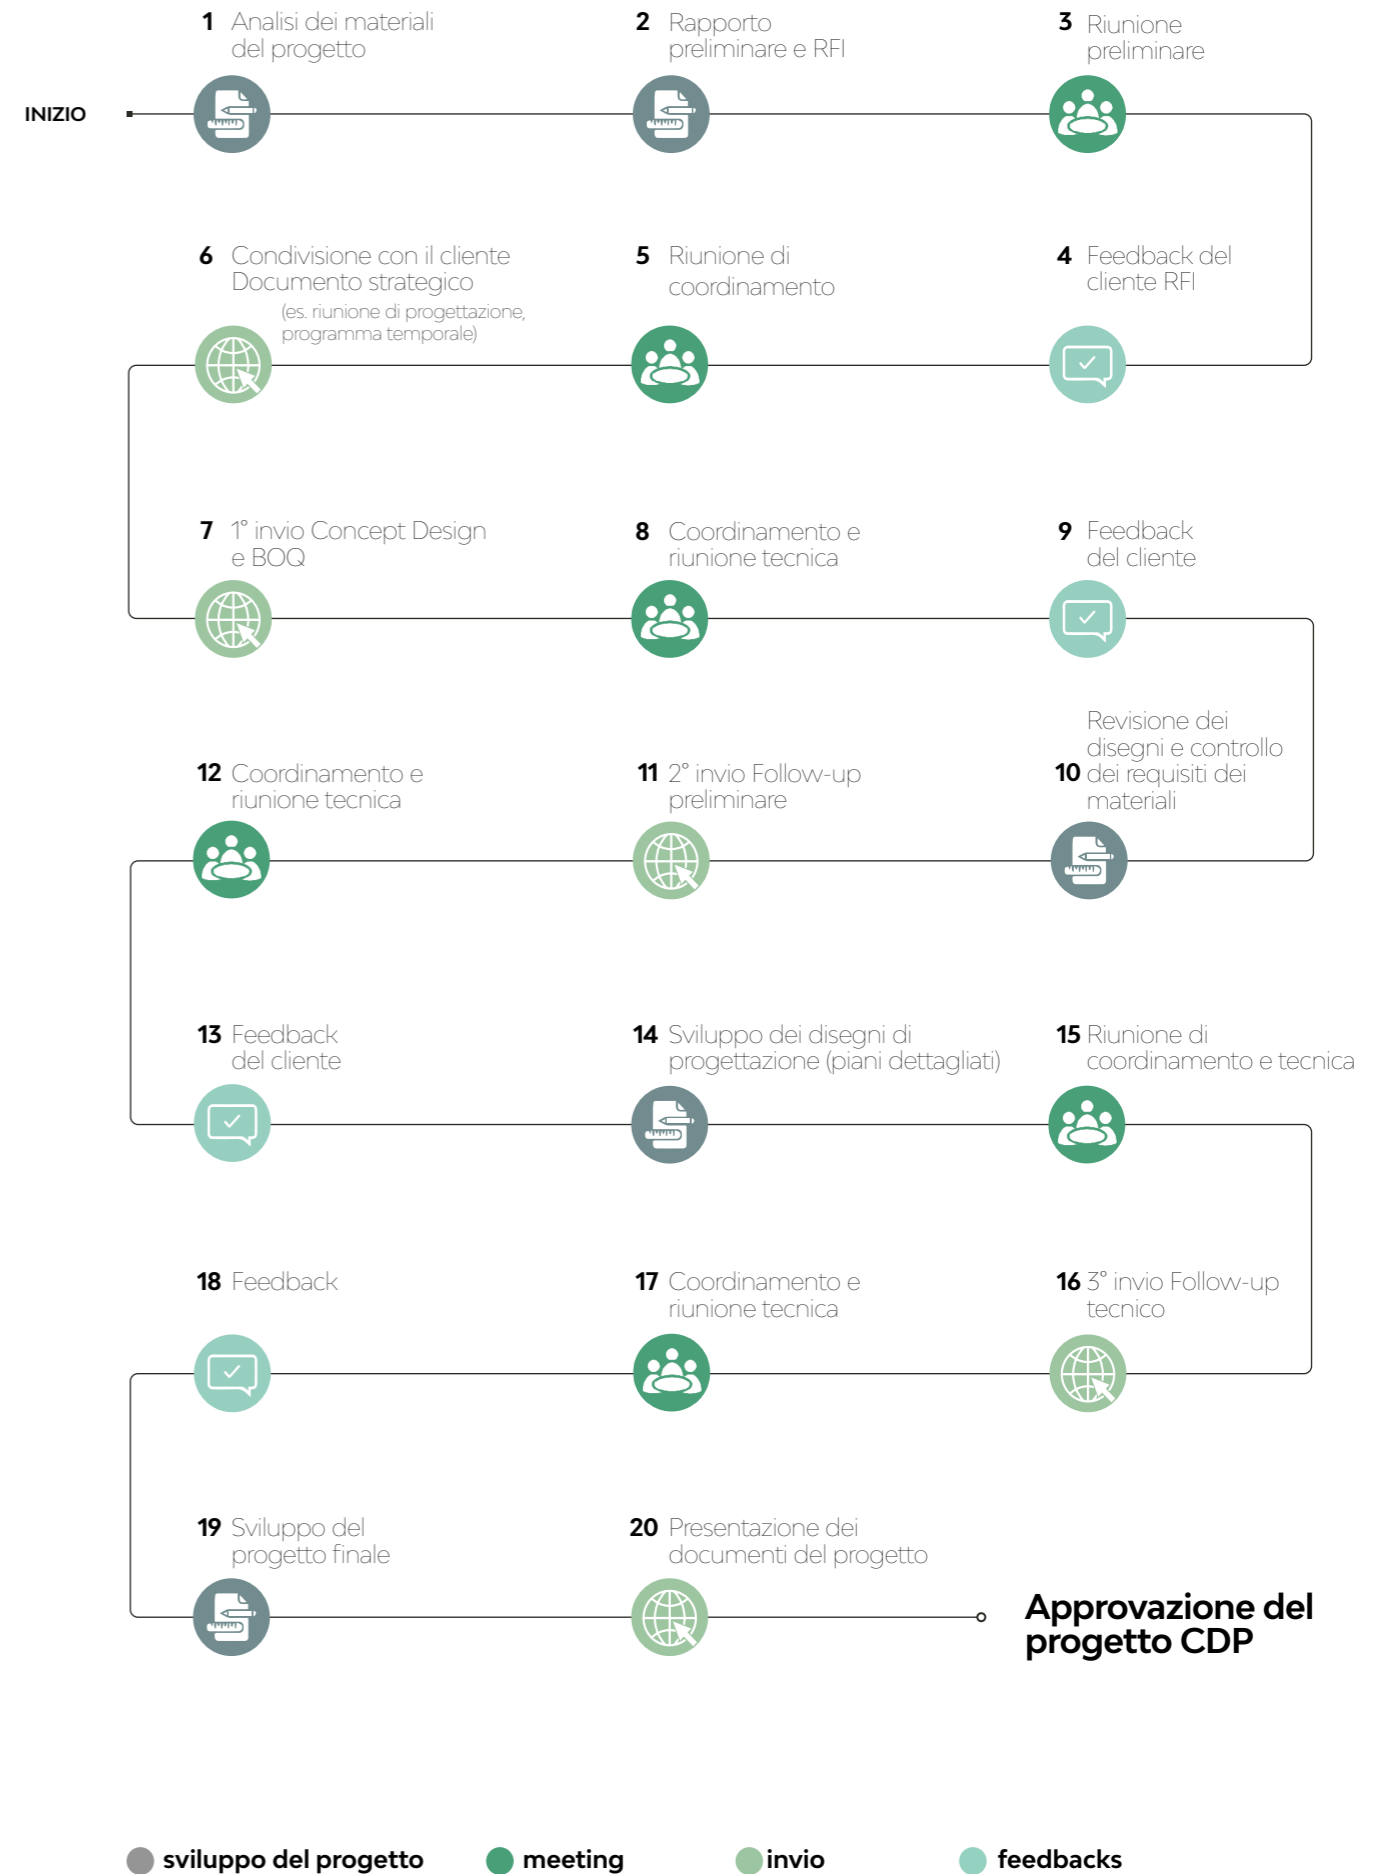 1 Analisi dei materiali
del progetto
2 Rapporto
preliminare e RFI
3 Riunione
preliminare
INIZIO
6 Condivisione con il cliente
Documento strategico
(es. riunione di progettazione,
programma temporale)
5 Riunione di
coordinamento
4 Feedback del
cliente RFI
7 1° invio Concept Design
e BOQ
8 Coordinamento e
riunione tecnica
9 Feedback
del cliente
12 Coordinamento e
riunione tecnica
11 2° invio Follow-up
preliminare
Revisione dei
disegni e controllo
10 dei requisiti dei
materiali
13 Feedback
del cliente
14 Sviluppo dei disegni di
progettazione (piani dettagliati)
15 Riunione di
coordinamento e tecnica
18 Feedback
17 Coordinamento e
riunione tecnica
16 3° invio Follow-up
tecnico
19 Sviluppo del
progetto finale
20 Presentazione dei
documenti del progetto
Approvazione del
progetto CDP
sviluppo del progetto
meeting
invio
feedbacks